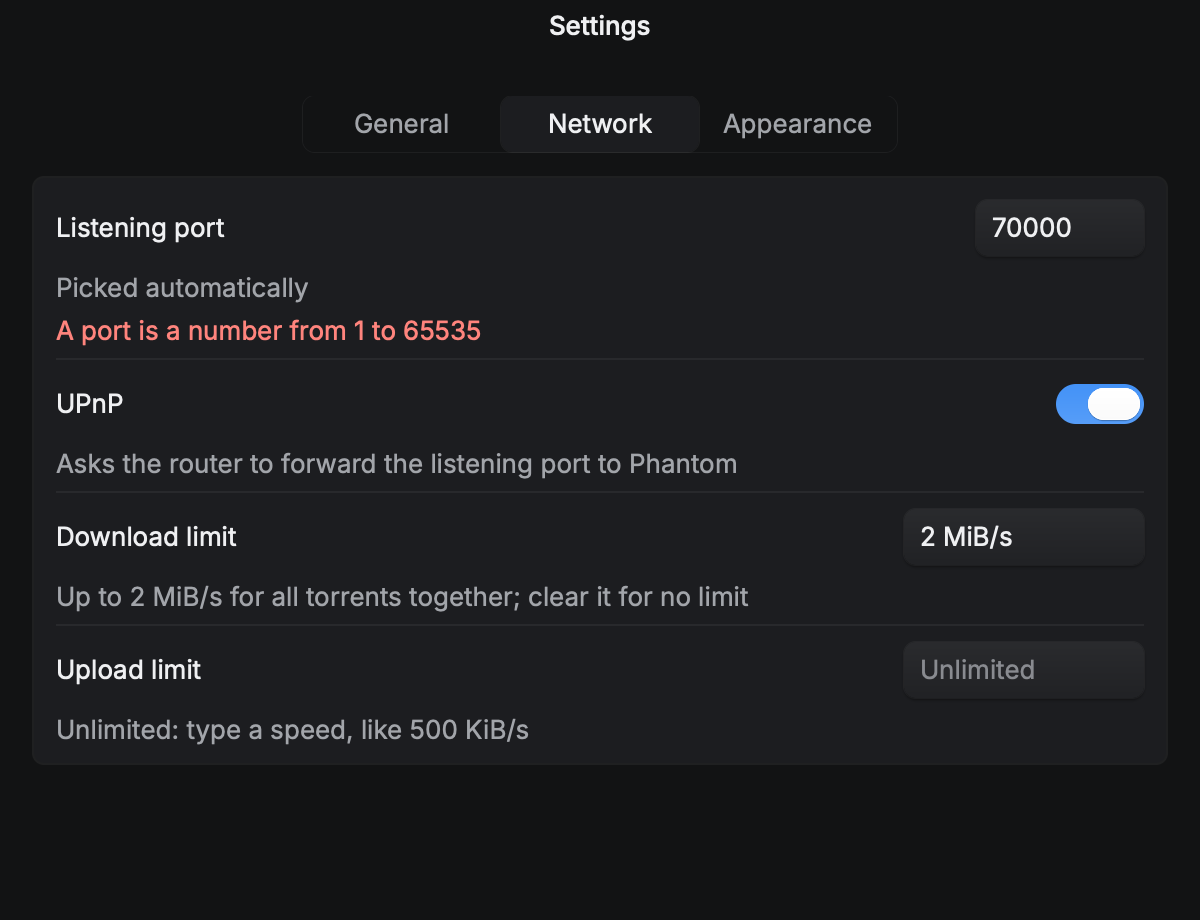 Settings
General Network Appearance
Listening port 70000
Picked automatically
A port is a number from 1 to 65535
UPnP
Asks the router to forward the listening port to Phantom
Download limit 2 MiB/s
Up to 2 MiB/s for all torrents together; clear it for no limit
Upload limit Unlimited
Unlimited: type a speed, like 500 KiB/s